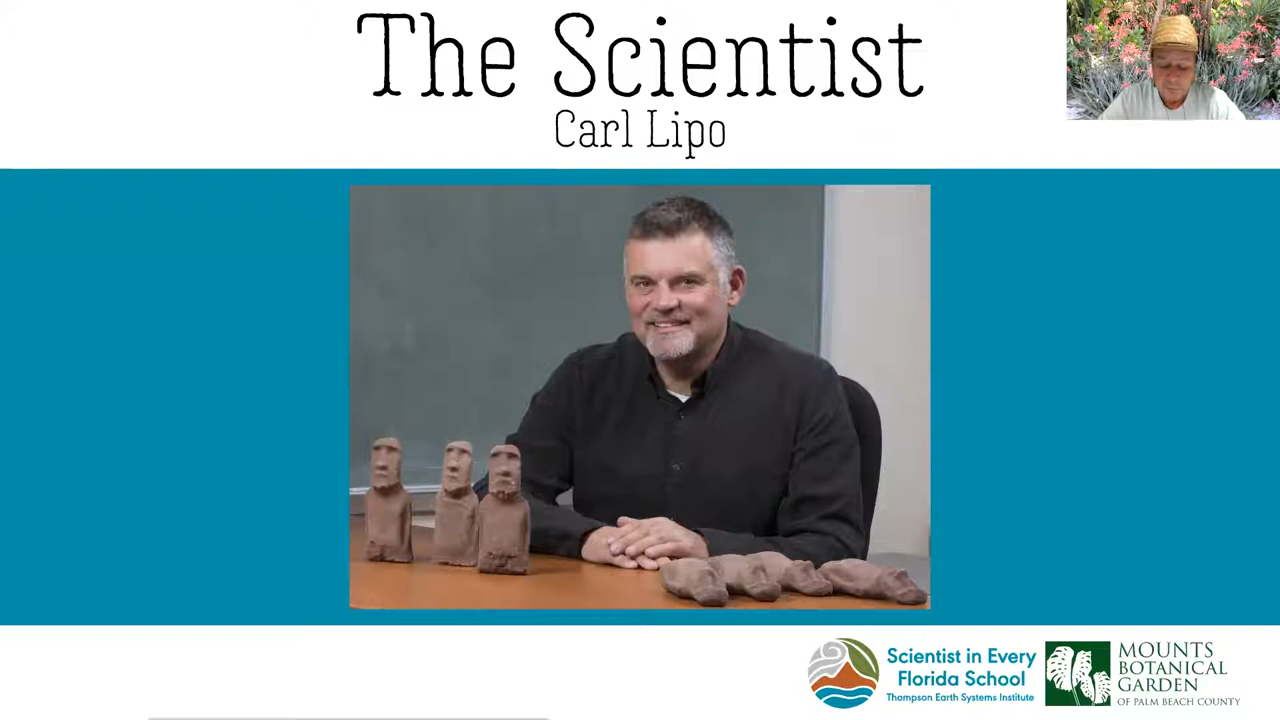 The Scientist
Carl Lipo
Scientist in Every
Florida School
Thompson Earth Systems Institute
MOUNTS
BOTANICAL
GARDEN
OF PALM BEACH COUNTY